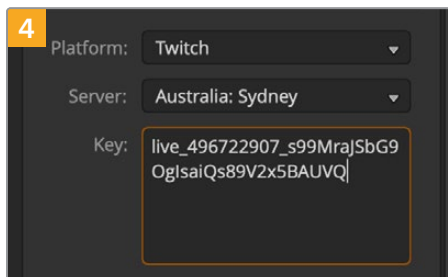 4
Platform: Twitch
Server: Australia: Sydney
Key: live_496722907_s99MraJSbG9
OgIsaiQs89V2x5BAUVQ